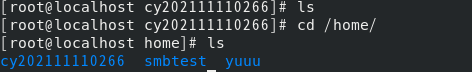 [root@localhost cy202111110266]# ls
[root@localhost cy202111110266]# cd /home/
[root@localhost home]# ls
cy202111110266  smbtest  yuuu